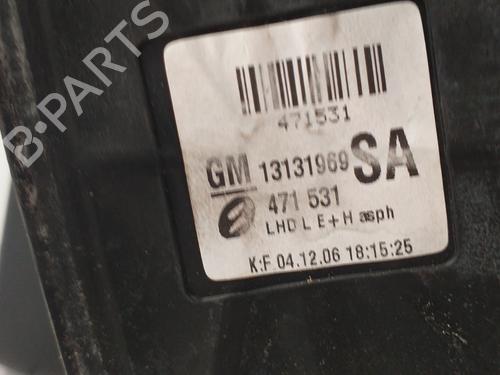 B-PARTS
471531
GM 13131969 SA
471 531
LHD L E+H asph
K:F 04.12.06 18:15:25